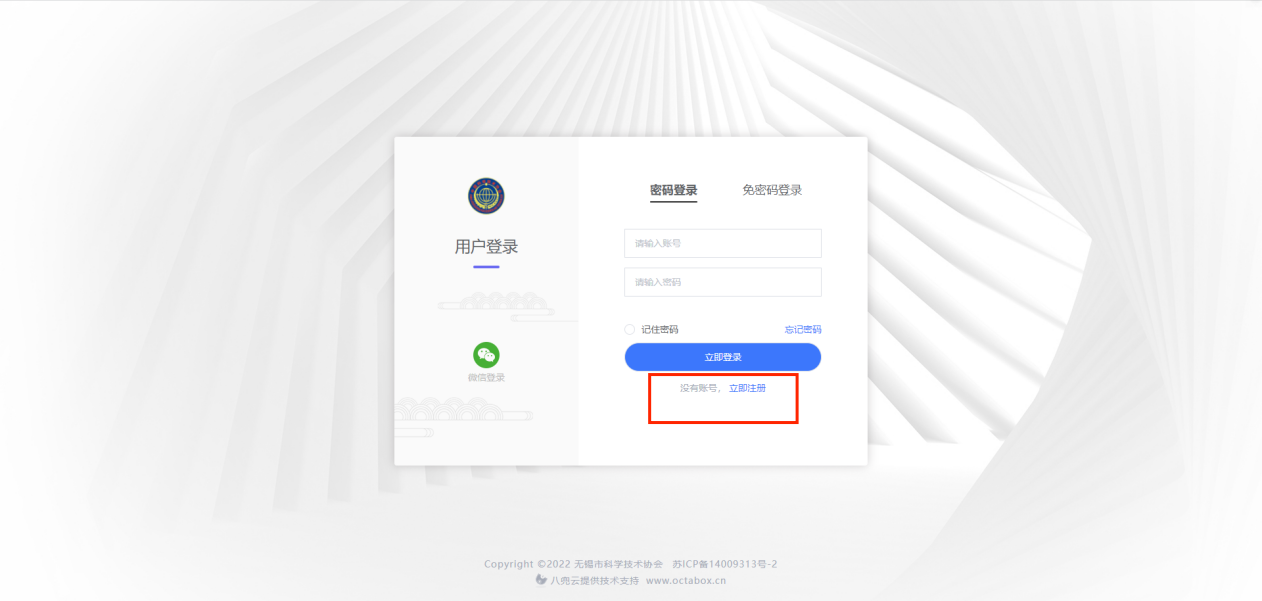 用户登录
微信登录
密码登录 免密码登录
请输入账号
请输入密码
记住密码 忘记密码
立即登录
没有账号， 立即注册
Copyright ©2022 无锡市科学技术协会 苏ICP备14009313号-2
八兜云提供技术支持 www.octabox.cn